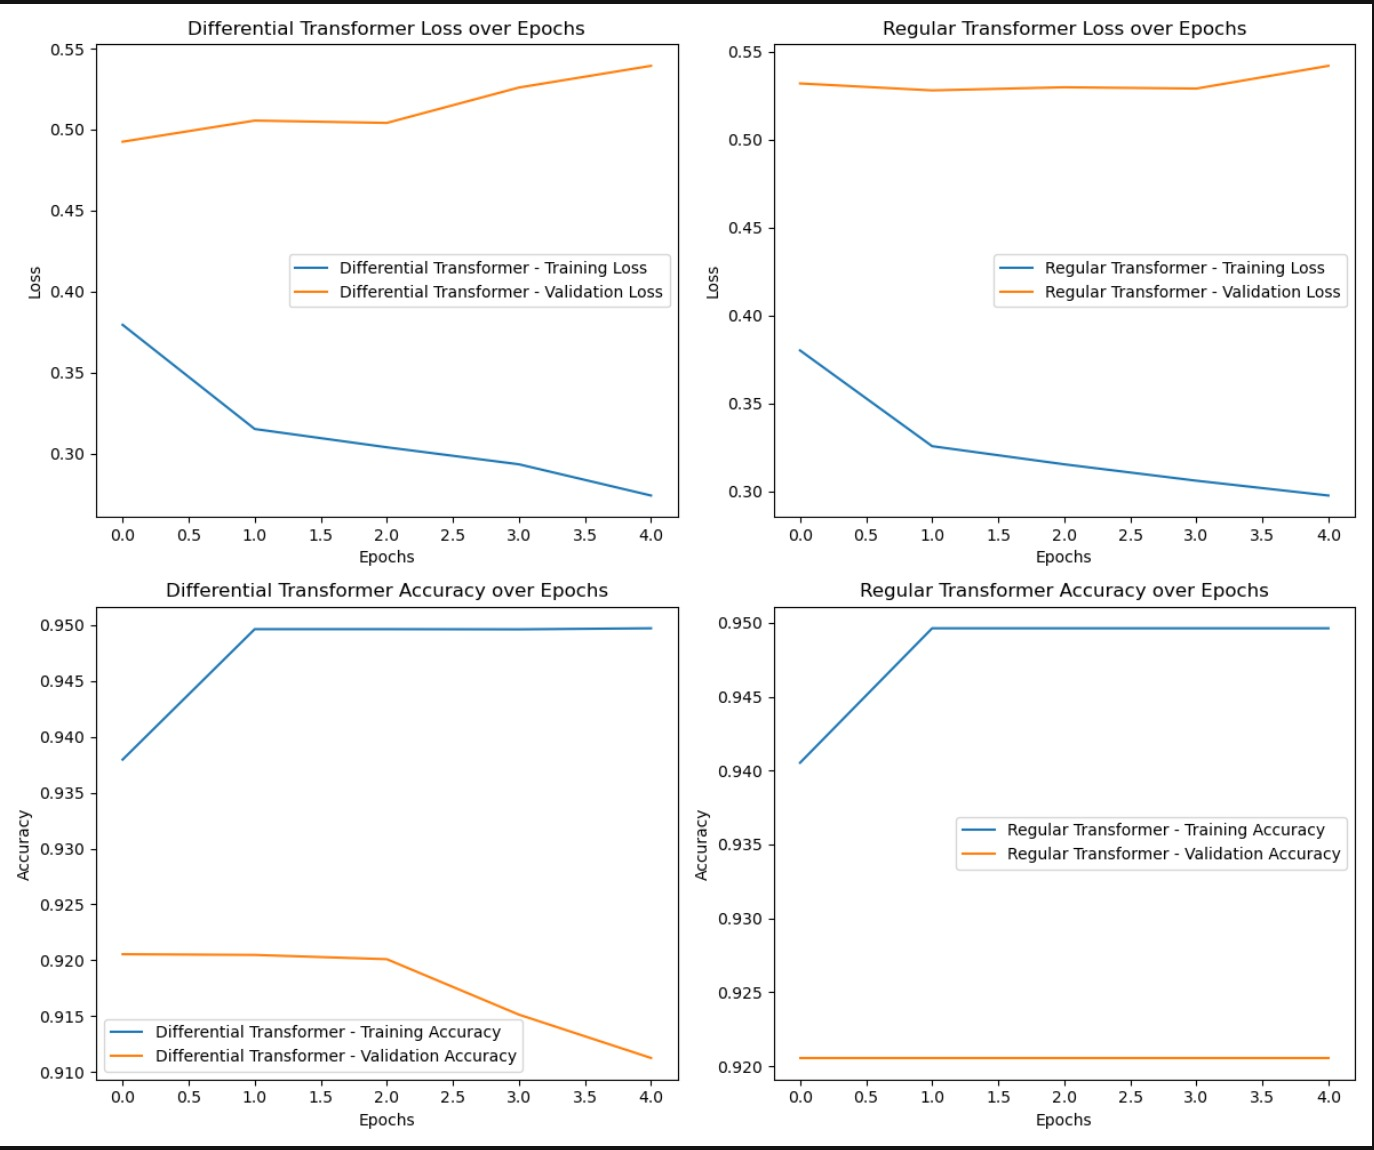 Differential Transformer Loss over Epochs
0.55
0.50
0.45
0.40
0.35
0.30
Loss
Differential Transformer - Training Loss
Differential Transformer - Validation Loss
0.0 0.5 1.0 1.5 2.0 2.5 3.0 3.5 4.0
Epochs
Regular Transformer Loss over Epochs
0.55
0.50
0.45
0.40
0.35
0.30
Loss
Regular Transformer - Training Loss
Regular Transformer - Validation Loss
0.0 0.5 1.0 1.5 2.0 2.5 3.0 3.5 4.0
Epochs
Differential Transformer Accuracy over Epochs
0.950
0.945
0.940
0.935
0.930
0.925
0.920
0.915
0.910
Accuracy
Differential Transformer - Training Accuracy
Differential Transformer - Validation Accuracy
0.0 0.5 1.0 1.5 2.0 2.5 3.0 3.5 4.0
Epochs
Regular Transformer Accuracy over Epochs
0.950
0.945
0.940
0.935
0.930
0.925
0.920
Accuracy
Regular Transformer - Training Accuracy
Regular Transformer - Validation Accuracy
0.0 0.5 1.0 1.5 2.0 2.5 3.0 3.5 4.0
Epochs